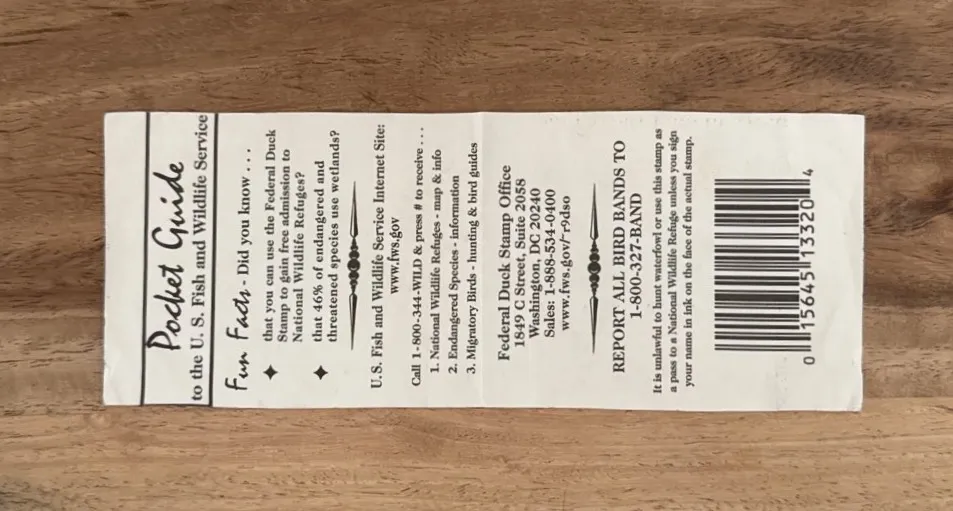 Pocket Guide
to the U. S. Fish and Wildlife Service
Fun Facts - Did you know . . .
that you can use the Federal Duck
Stamp to gain free admission to
National Wildlife Refuges?
that 46% of endangered and
threatened species use wetlands?
U.S. Fish and Wildlife Service Internet Site:
www.fws.gov
Call 1-800-344-WILD & press # to receive . . .
1. National Wildlife Refuges - map & info
2. Endangered Species - information
3. Migratory Birds - hunting & bird guides
Federal Duck Stamp Office
1849 C Street, Suite 2058
Washington, DC 20240
Sales: 1-888-534-0400
www.fws.gov/r9dso
REPORT ALL BIRD BANDS TO
1-800-327-BAND
It is unlawful to hunt waterfowl or use this stamp as
a pass to a National Wildlife Refuge unless you sign
your name in ink on the face of the actual stamp.
0 15645 13320 4